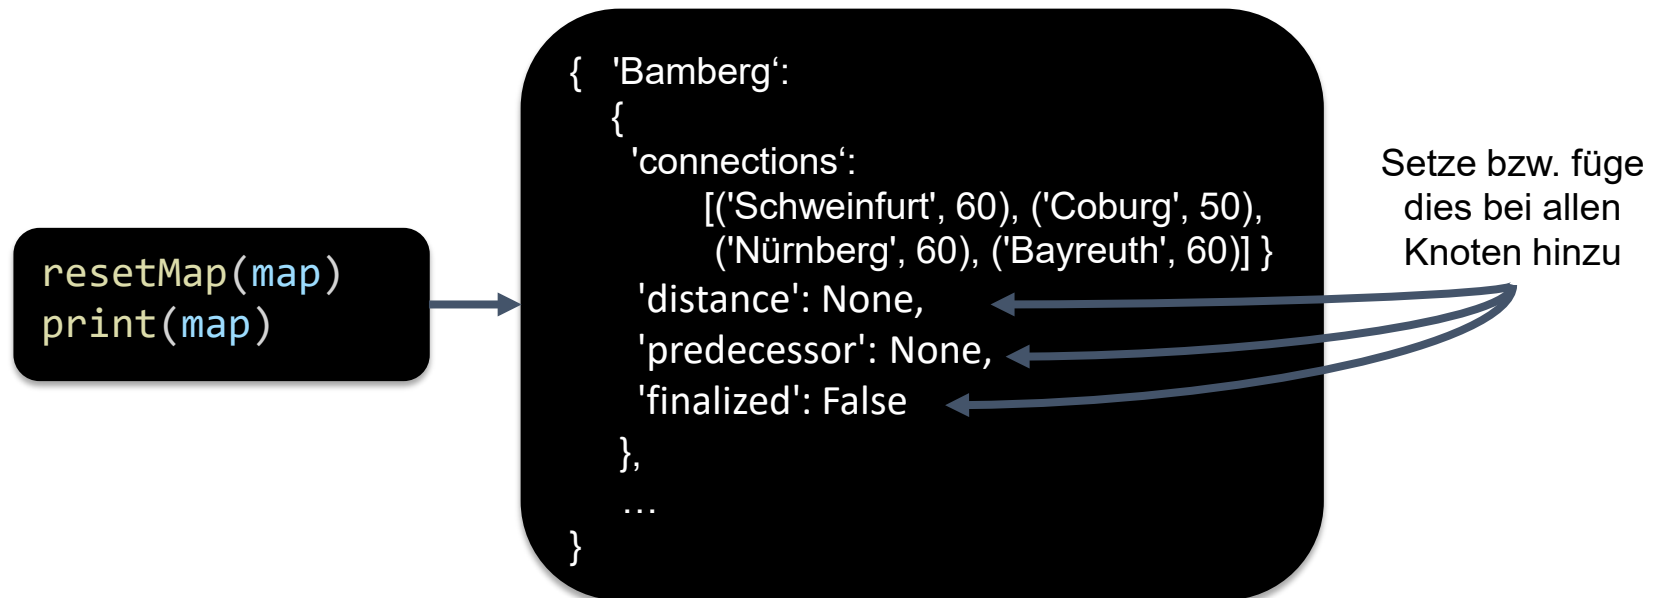 resetMap(map)
print(map)
{ 'Bamberg‘:
{
'connections‘:
[('Schweinfurt', 60), ('Coburg', 50),
('Nürnberg', 60), ('Bayreuth', 60)] }
'distance': None,
'predecessor': None,
'finalized': False
},
…
}
Setze bzw. füge
dies bei allen
Knoten hinzu